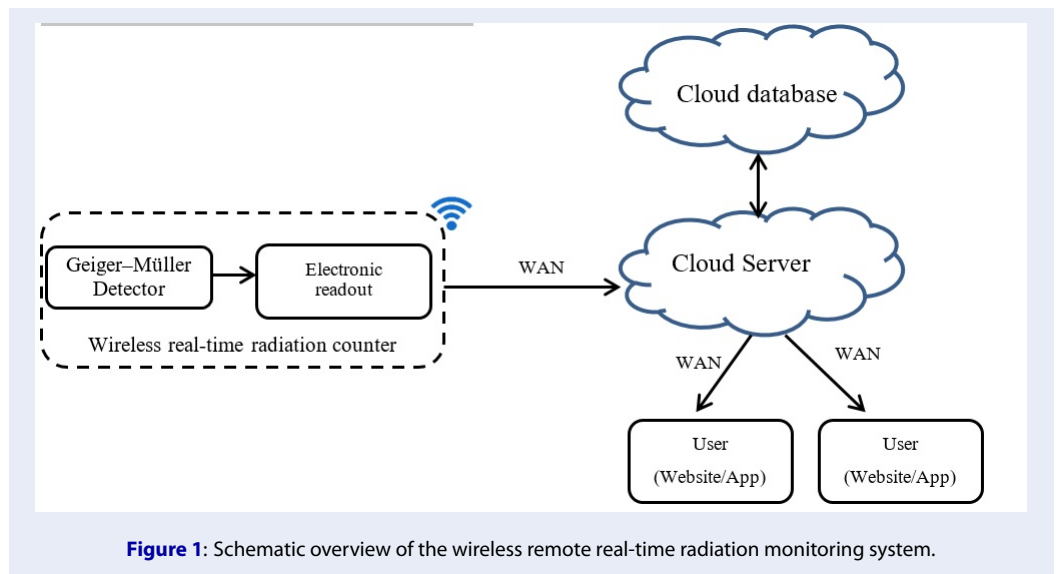 Cloud database
Geiger–Müller
Detector
Electronic
readout
Wireless real-time radiation counter
WAN
Cloud Server
WAN
WAN
User
(Website/App)
User
(Website/App)
Figure 1: Schematic overview of the wireless remote real-time radiation monitoring system.